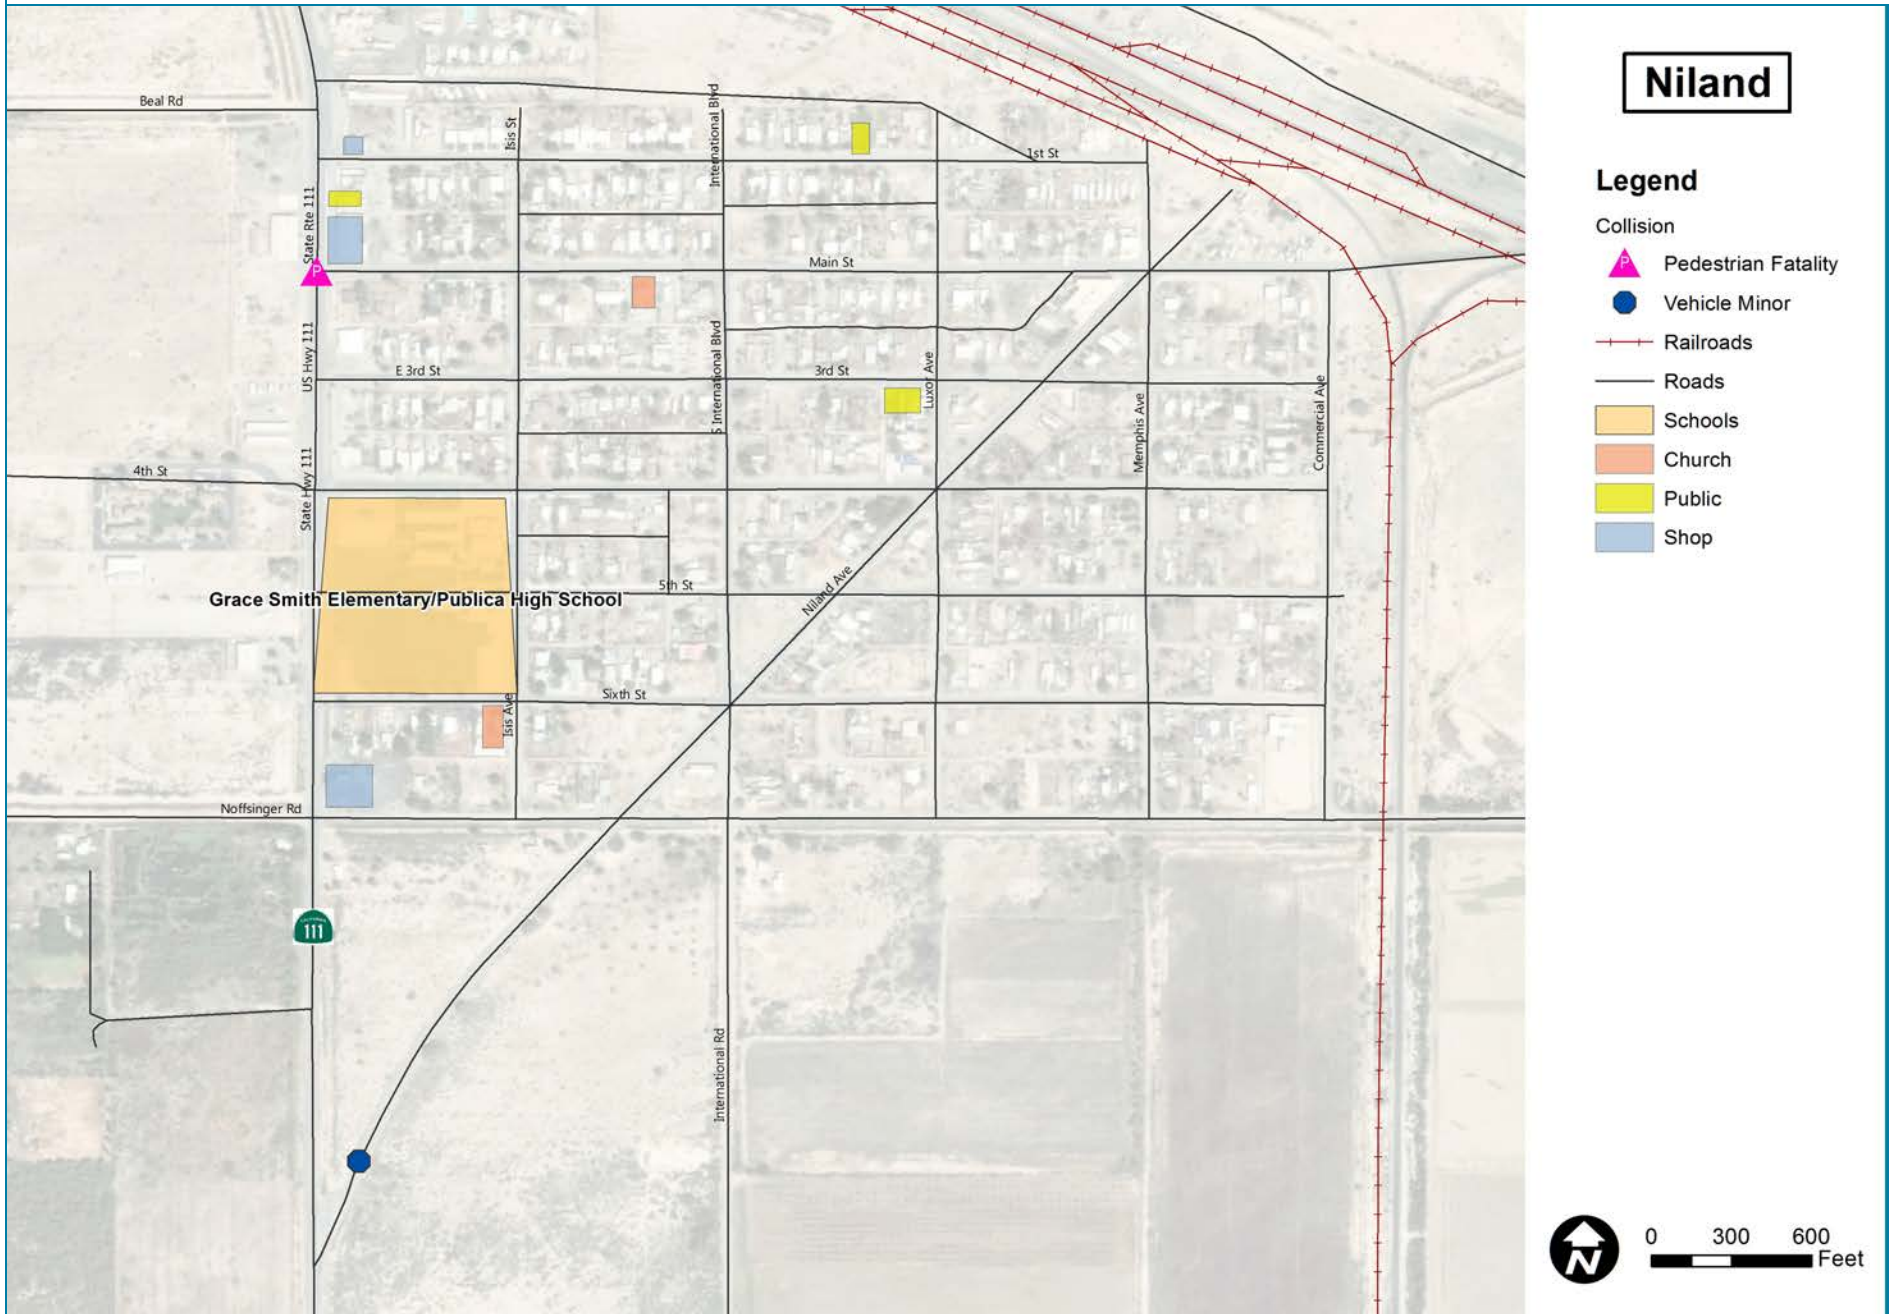 Niland
Legend
Collision
P
Pedestrian Fatality
Vehicle Minor
Railroads
Roads
Schools
Church
Public
Shop
Beal Rd
Isis St
International Blvd
1st St
State Rte 111
P
Main St
US Hwy 111
S International Blvd
E 3rd St
3rd St
Luxor Ave
Memphis Ave
Commercial Ave
4th St
State Hwy 111
5th St
Grace Smith Elementary/Publica High School
Niland Ave
Sixth St
Isis Ave
Noffsinger Rd
CALIFORNIA
111
International Rd
N
0 300 600
Feet